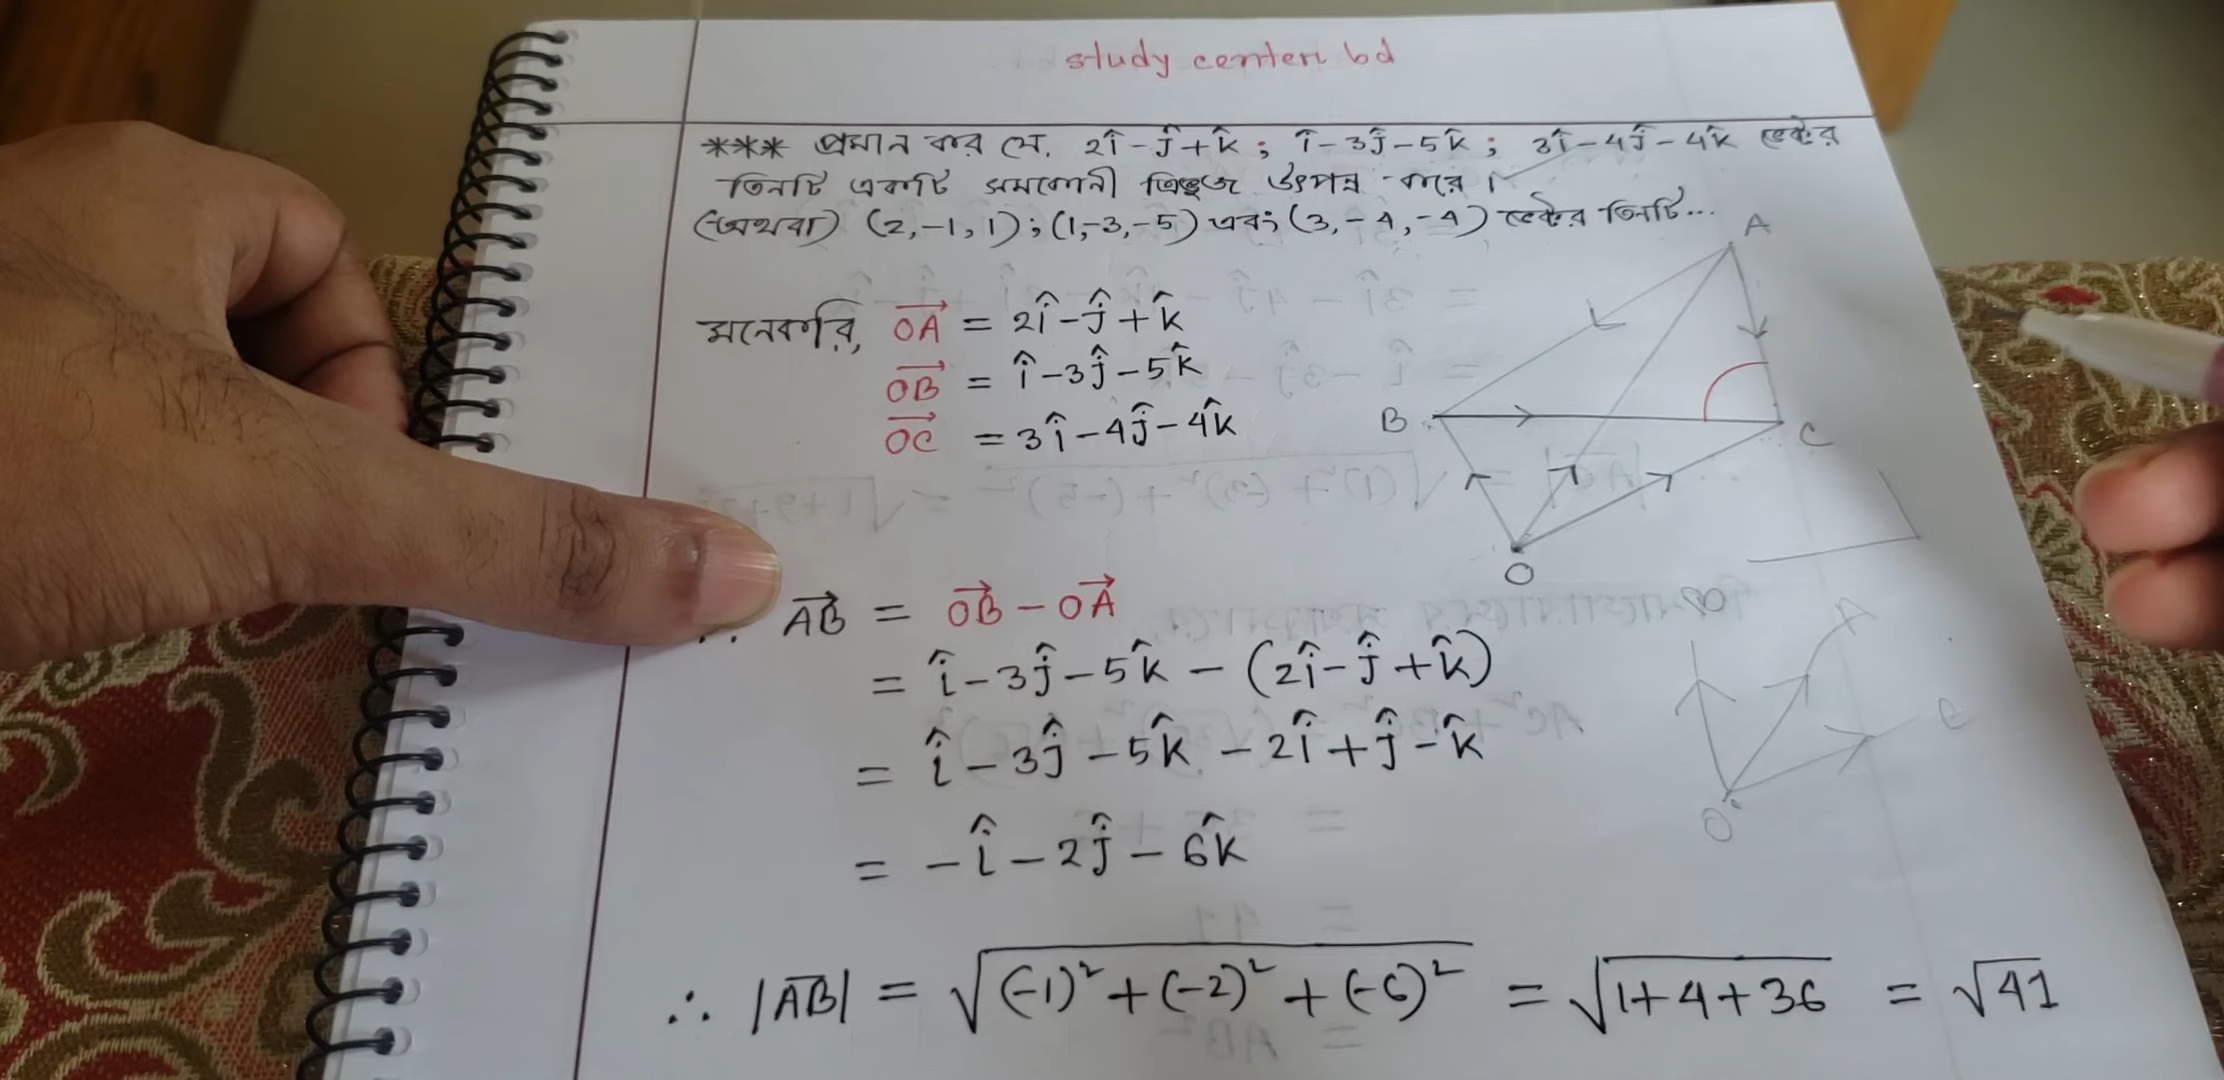 study center bd
*** প্রমান কর যে, 2î - ĵ + k̂ ; î - 3ĵ - 5k̂ ; 3î - 4ĵ - 4k̂ ভেক্টর
তিনটি একটি সমকোনী ত্রিভুজ উৎপন্ন করে।
(অথবা) (2, -1, 1) ; (1, -3, -5) এবং (3, -4, -4) ভেক্টর তিনটি...
মনেকরি, →OA = 2î - ĵ + k̂
→OB = î - 3ĵ - 5k̂
→OC = 3î - 4ĵ - 4k̂
A
B
C
O
∴ →AB = →OB - →OA
= î - 3ĵ - 5k̂ - (2î - ĵ + k̂)
= î - 3ĵ - 5k̂ - 2î + ĵ - k̂
= -î - 2ĵ - 6k̂
B
A
C
O
∴ |→AB| = √((-1)² + (-2)² + (-6)²) = √(1+4+36) = √41